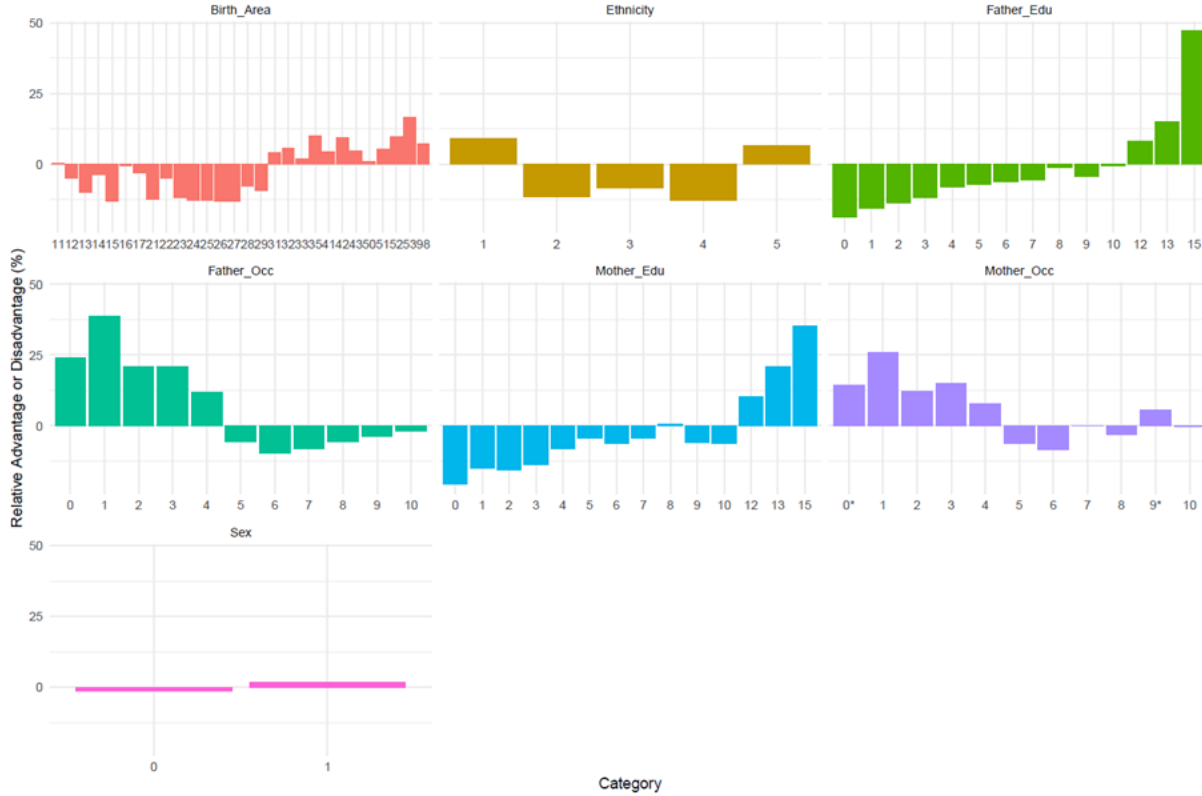 Birth_Area
Ethnicity
Father_Edu
50
25
0
11121314151617212223242526272829313233354142435051525398
1 2 3 4 5
0 1 2 3 4 5 6 7 8 9 10 12 13 15
Father_Occ
Mother_Edu
Mother_Occ
50
25
0
0 1 2 3 4 5 6 7 8 9 10
0 1 2 3 4 5 6 7 8 9 10 12 13 15
0* 1 2 3 4 5 6 7 8 9* 10
Sex
50
25
0
0 1
Relative Advantage or Disadvantage (%)
Category